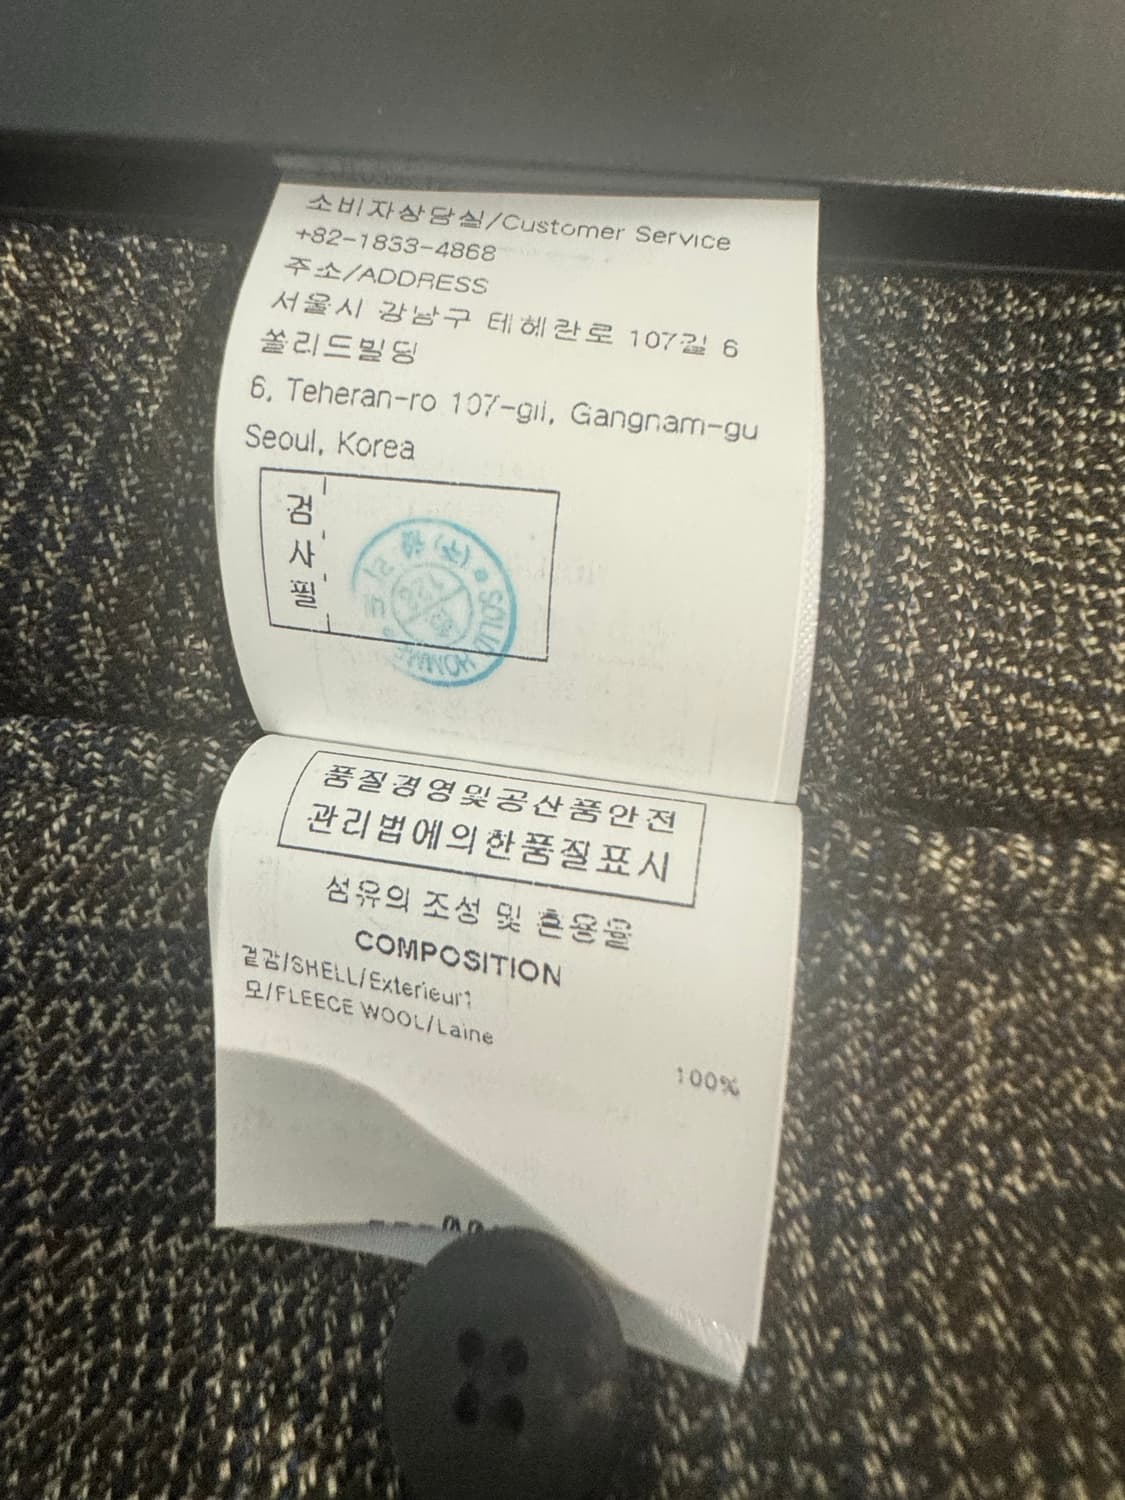 소비자상담실/Customer Service
+82-1833-4868
주소/ADDRESS
서울시 강남구 테헤란로 107길 6
쏠리드빌딩
6, Teheran-ro 107-gil, Gangnam-gu
Seoul, Korea
검
사
필
SOLID HOMME
품질경영및공산품안전
관리법에의한품질표시
섬유의 조성 및 혼용율
COMPOSITION
겉감/SHELL/Exterieur1
모/FLEECE WOOL/Laine
100%